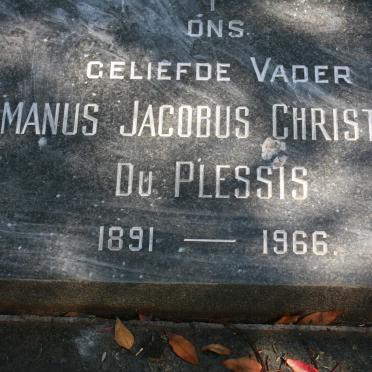 ONS
GELIEFDE VADER
MANUS JACOBUS CHRIST
DU PLESSIS
1891 — 1966.